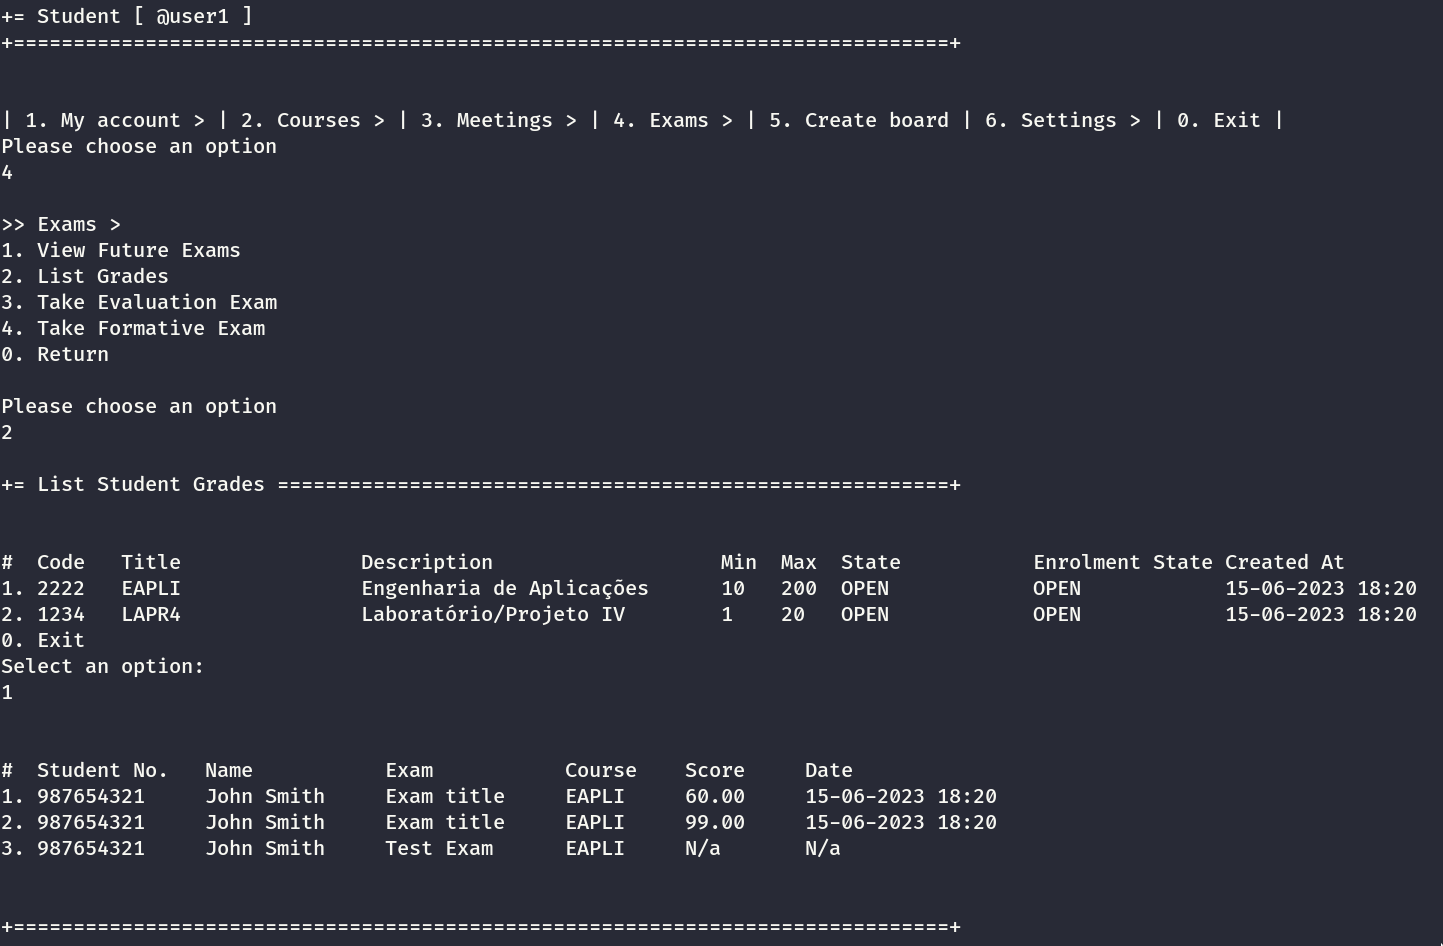 += Student [ @user1 ]
+==============================================================================+
| 1. My account > | 2. Courses > | 3. Meetings > | 4. Exams > | 5. Create board | 6. Settings > | 0. Exit |
Please choose an option
4
>> Exams >
1. View Future Exams
2. List Grades
3. Take Evaluation Exam
4. Take Formative Exam
0. Return
Please choose an option
2
+= List Student Grades ========================================================+
#  Code   Title               Description                   Min  Max  State           Enrolment State Created At
1. 2222   EAPLI               Engenharia de Aplicações      10   200  OPEN            OPEN            15-06-2023 18:20
2. 1234   LAPR4               Laboratório/Projeto IV        1    20   OPEN            OPEN            15-06-2023 18:20
0. Exit
Select an option:
1
#  Student No.   Name           Exam           Course    Score     Date
1. 987654321     John Smith     Exam title     EAPLI     60.00     15-06-2023 18:20
2. 987654321     John Smith     Exam title     EAPLI     99.00     15-06-2023 18:20
3. 987654321     John Smith     Test Exam      EAPLI     N/a       N/a
+==============================================================================+